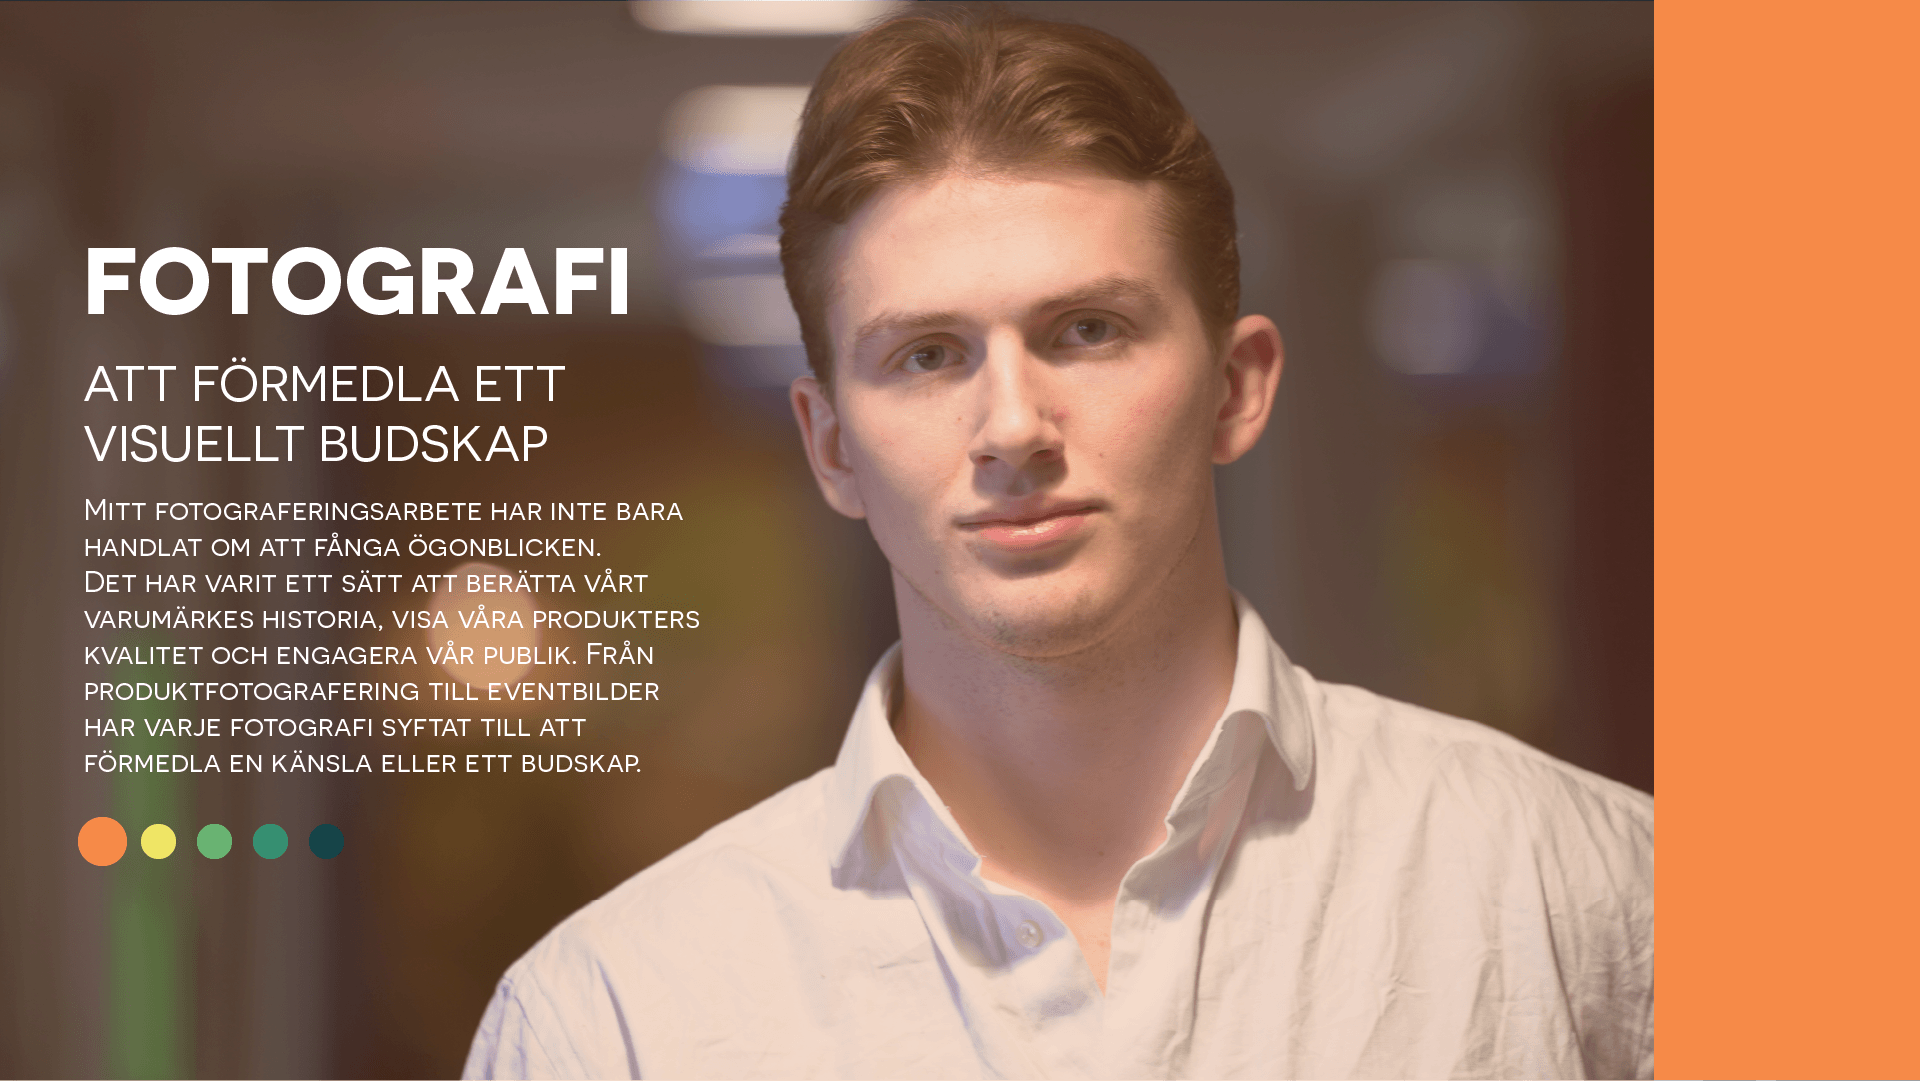 FOTOGRAFI
ATT FÖRMEDLA ETT
VISUELLT BUDSKAP
Mitt fotograferingsarbete har inte bara
handlat om att fånga ögonblicken.
Det har varit ett sätt att berätta vårt
varumärkes historia, visa våra produkters
kvalitet och engagera vår publik. Från
produktfotografering till eventbilder
har varje fotografi syftat till att
förmedla en känsla eller ett budskap.